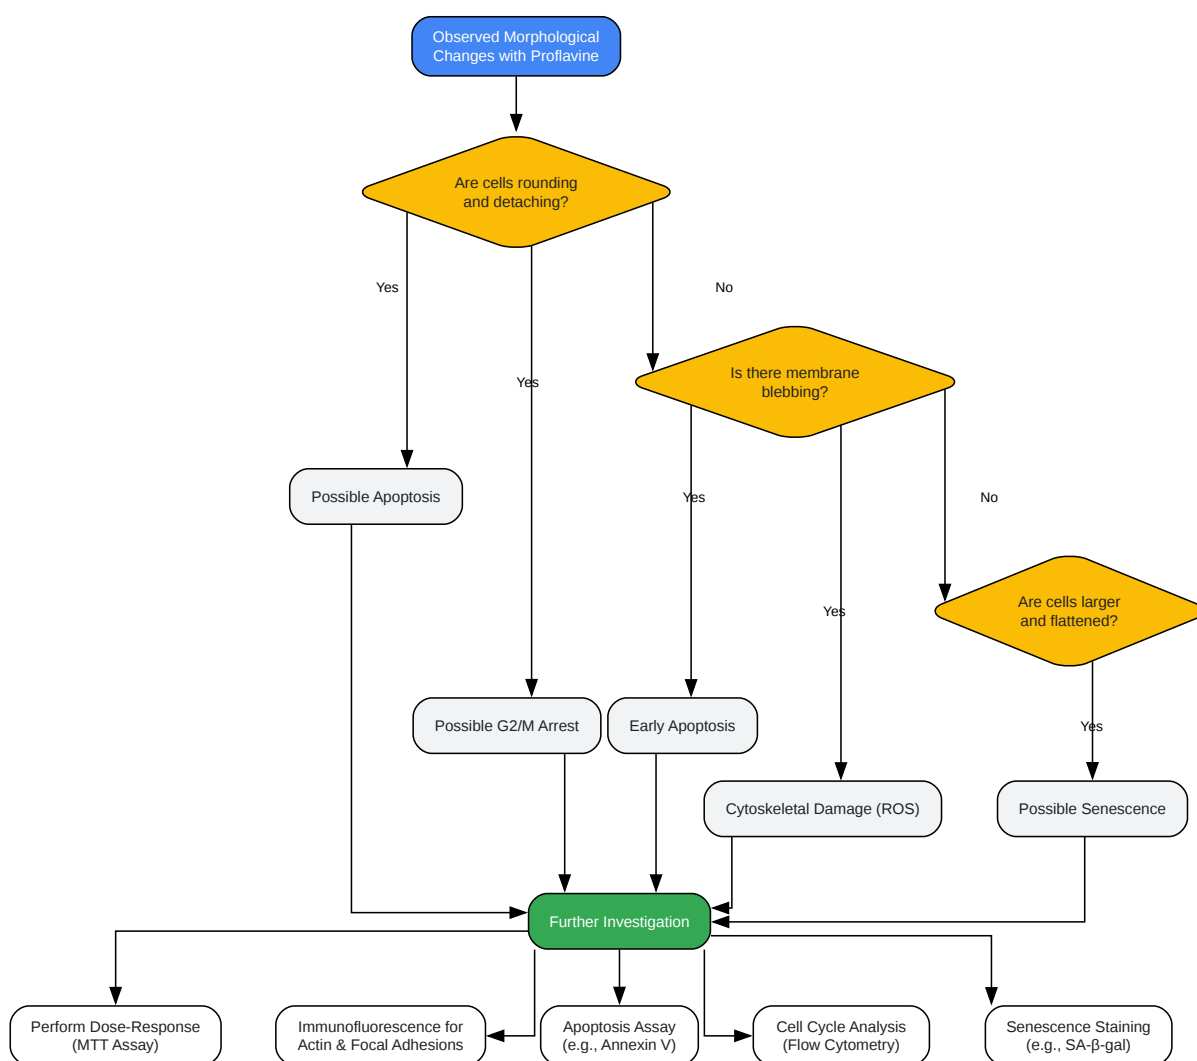 Observed Morphological
Changes with Proflavine
Are cells rounding
and detaching?
Yes
No
Is there membrane
blebbing?
Yes
Possible Apoptosis
Yes
No
Are cells larger
and flattened?
Yes
Possible G2/M Arrest
Early Apoptosis
Yes
Cytoskeletal Damage (ROS)
Possible Senescence
Further Investigation
Perform Dose-Response
(MTT Assay)
Immunofluorescence for
Actin & Focal Adhesions
Apoptosis Assay
(e.g., Annexin V)
Cell Cycle Analysis
(Flow Cytometry)
Senescence Staining
(e.g., SA-β-gal)